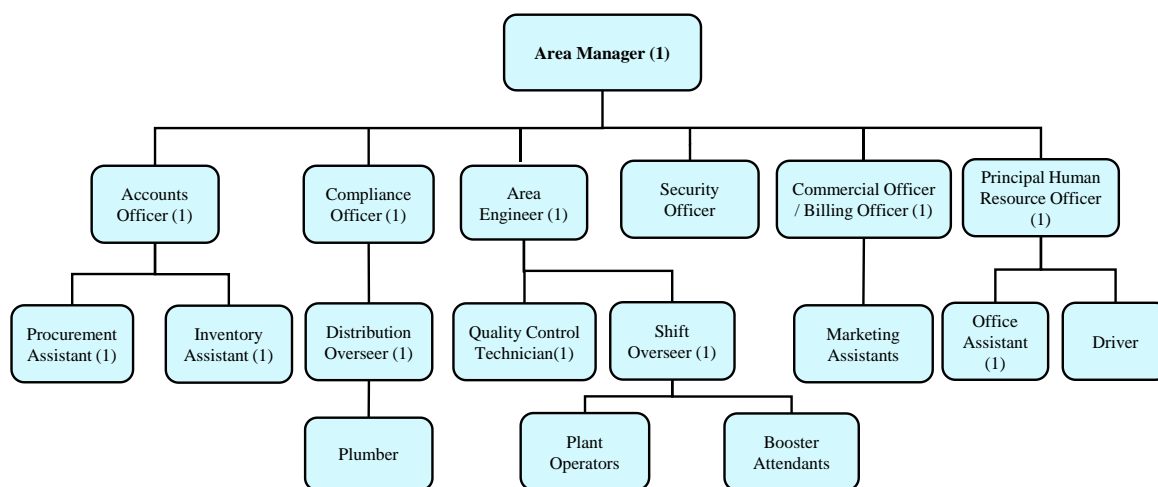 Area Manager (1)
Accounts
Officer (1)
Compliance
Officer (1)
Area
Engineer (1)
Security
Officer
Commercial Officer
/ Billing Officer (1)
Principal Human
Resource Officer
(1)
Procurement
Assistant (1)
Inventory
Assistant (1)
Distribution
Overseer (1)
Quality Control
Technician(1)
Shift
Overseer (1)
Marketing
Assistants
Office
Assistant
(1)
Driver
Plumber
Plant
Operators
Booster
Attendants